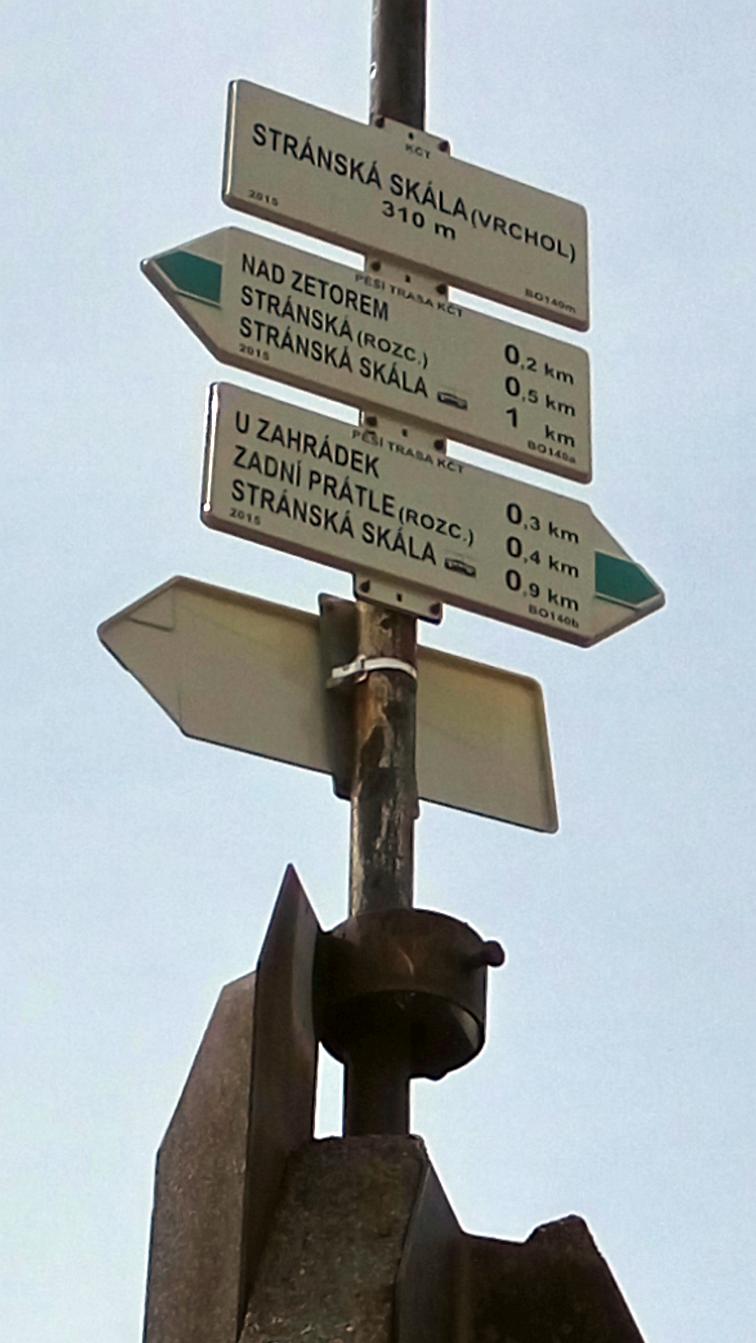 KČT
STRÁNSKÁ SKÁLA (VRCHOL)
310 m
2015
BO140m
PĚŠÍ TRASA KČT
NAD ZETOREM 0,2 km
STRÁNSKÁ (ROZC.) 0,5 km
STRÁNSKÁ SKÁLA 1 km
2015
BO140a
PĚŠÍ TRASA KČT
U ZAHRÁDEK 0,3 km
ZADNÍ PRÁTLE (ROZC.) 0,4 km
STRÁNSKÁ SKÁLA 0,9 km
2015
BO140b